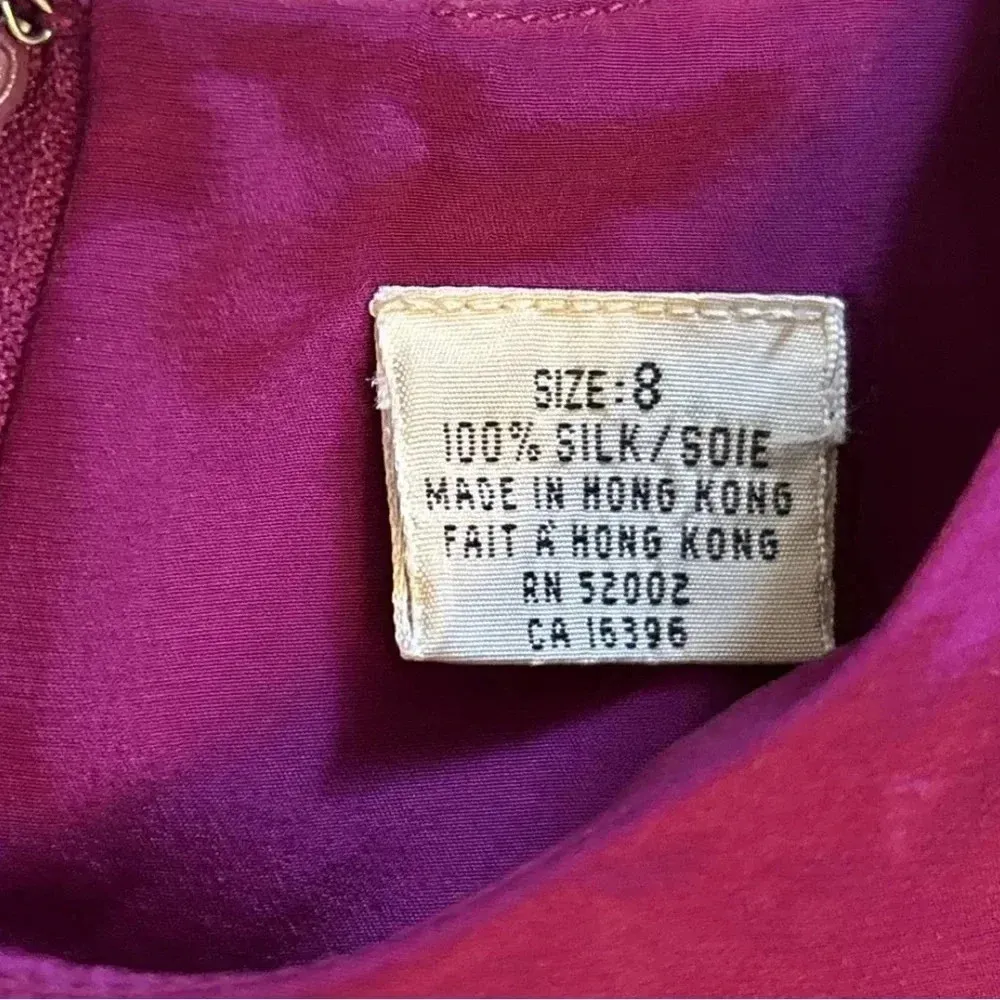 SIZE: 8
100% SILK/SOIE
MADE IN HONG KONG
FAIT À HONG KONG
RN 52002
CA 16396